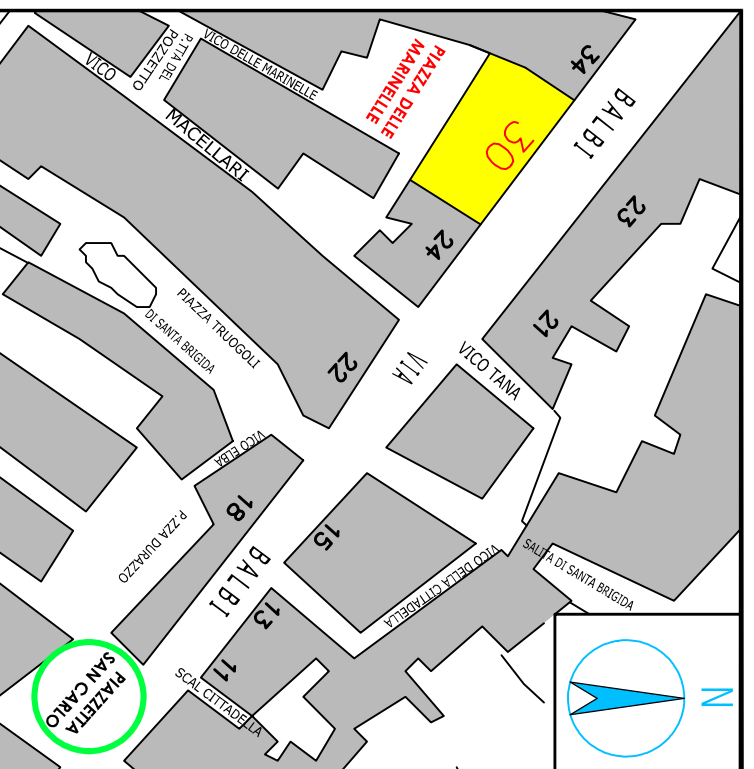 P.TTA DEL
POZZETTO
VICO DELLE MARINELLE
VICO
MACELLARI
PIAZZA DELLE
MARINELLLE
34
BALBI
30
23
24
21
PIAZZA TRUOGOLI
DI SANTA BRIGIDA
22
VIA
VICO TANA
VICO ELBA
18
15
P.ZZA DURAZZO
BALBI
VICO DELLA CITTADELLA
SALITA DI SANTA BRIGIDA
13
11
SCAL CITTADELLA
PIAZZETTA
SAN CARLO
N